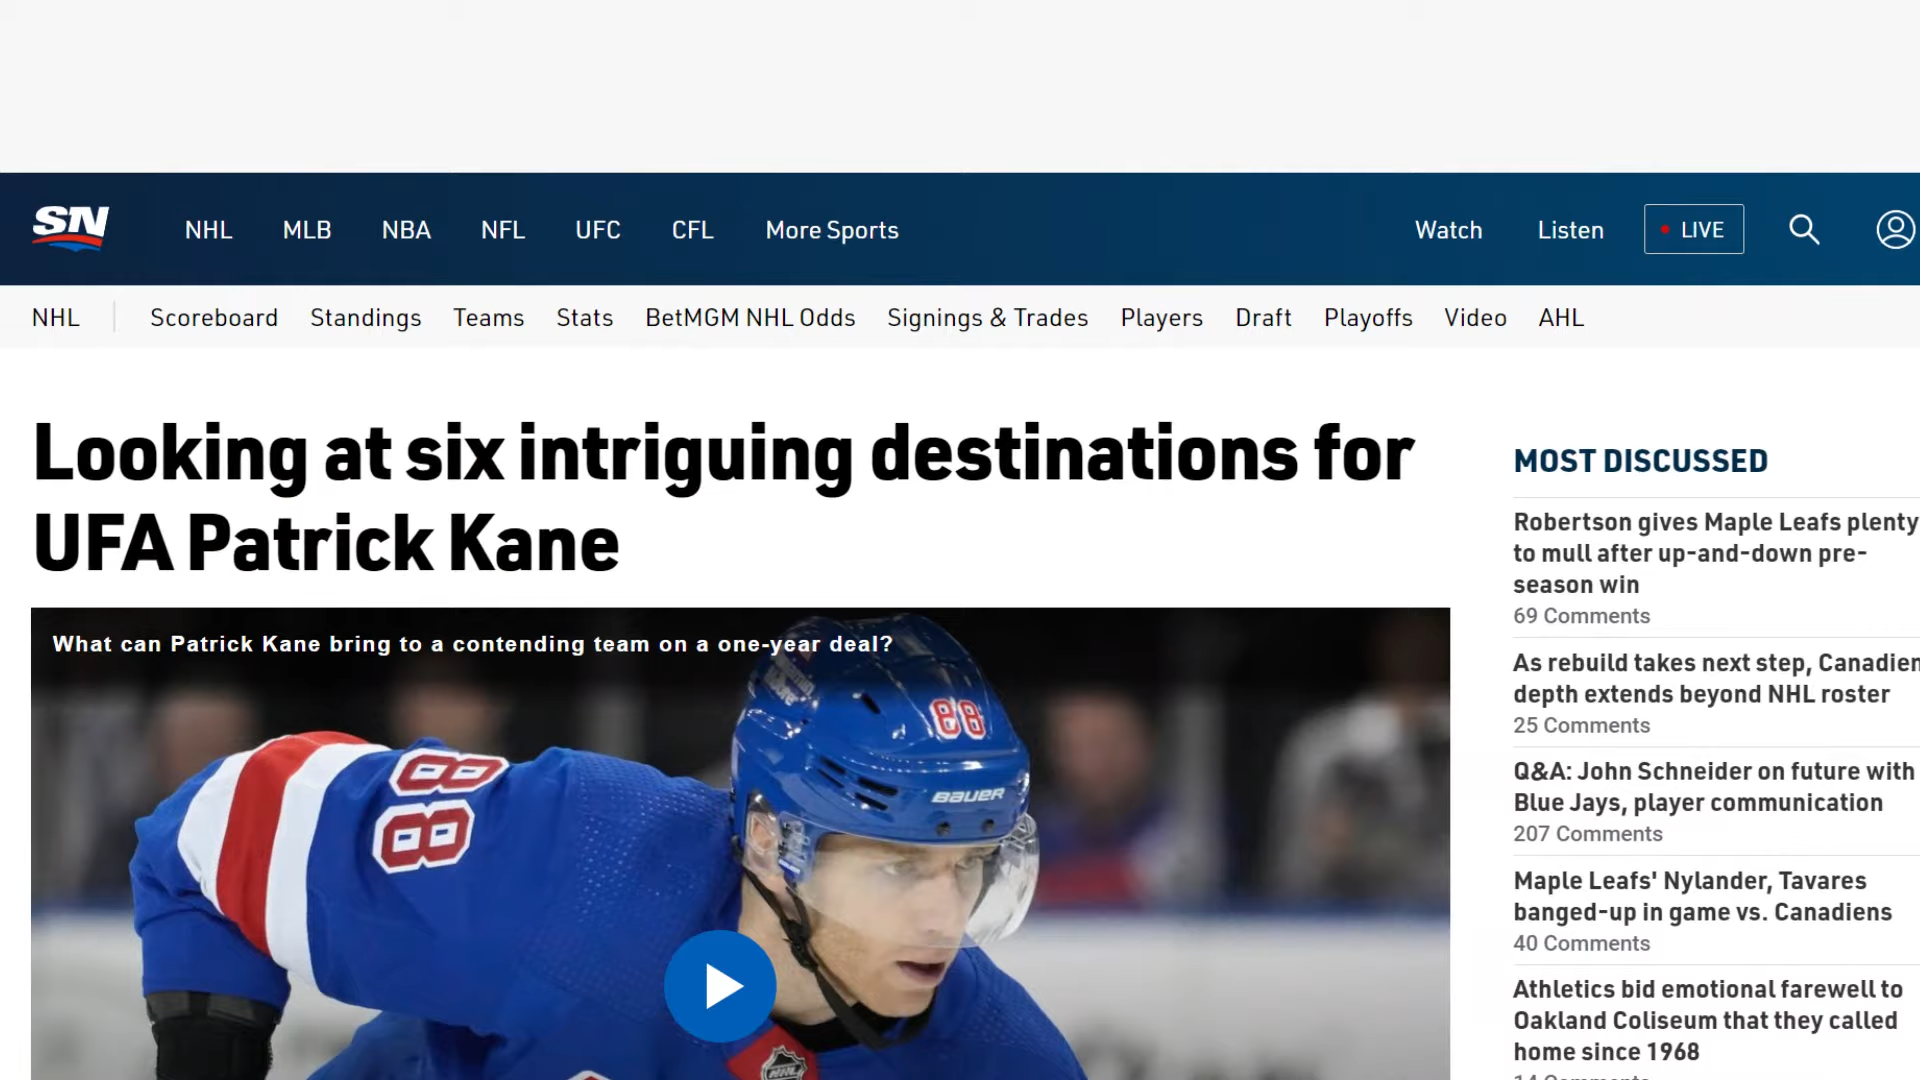 SN
NHL MLB NBA NFL UFC CFL More Sports Watch Listen LIVE
NHL Scoreboard Standings Teams Stats BetMGM NHL Odds Signings & Trades Players Draft Playoffs Video AHL
Looking at six intriguing destinations for
UFA Patrick Kane
What can Patrick Kane bring to a contending team on a one-year deal?
88
BAUER
88
88
NHL
MOST DISCUSSED
Robertson gives Maple Leafs plenty
to mull after up-and-down pre-
season win
69 Comments
As rebuild takes next step, Canadien
depth extends beyond NHL roster
25 Comments
Q&A: John Schneider on future with
Blue Jays, player communication
207 Comments
Maple Leafs' Nylander, Tavares
banged-up in game vs. Canadiens
40 Comments
Athletics bid emotional farewell to
Oakland Coliseum that they called
home since 1968